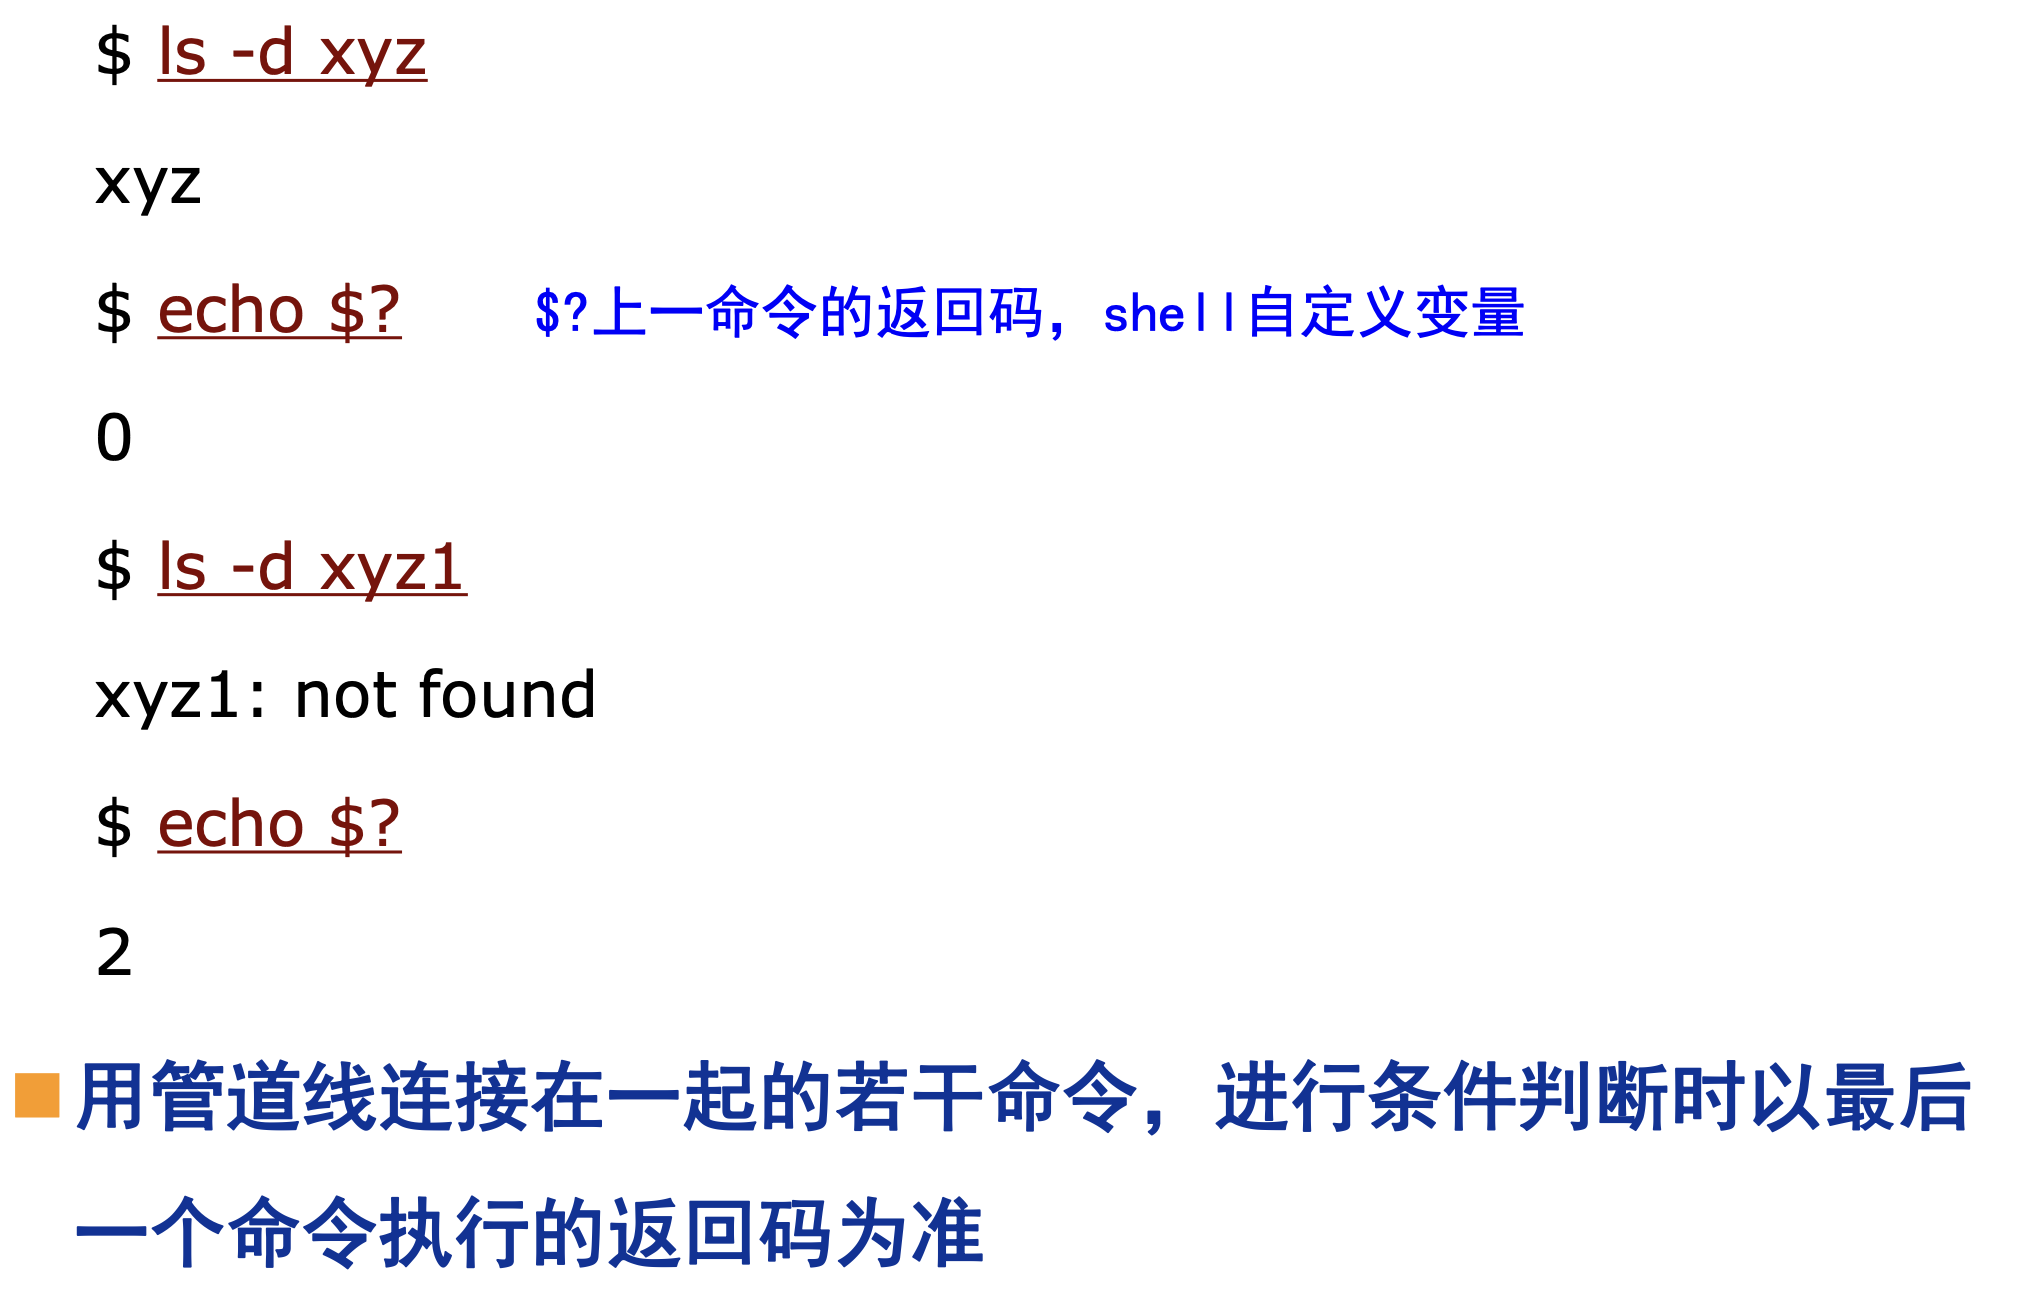 $ ls -d xyz
xyz
$ echo $? $?上一命令的返回码，shell自定义变量
0
$ ls -d xyz1
xyz1: not found
$ echo $?
2
用管道线连接在一起的若干命令，进行条件判断时以最后
一个命令执行的返回码为准